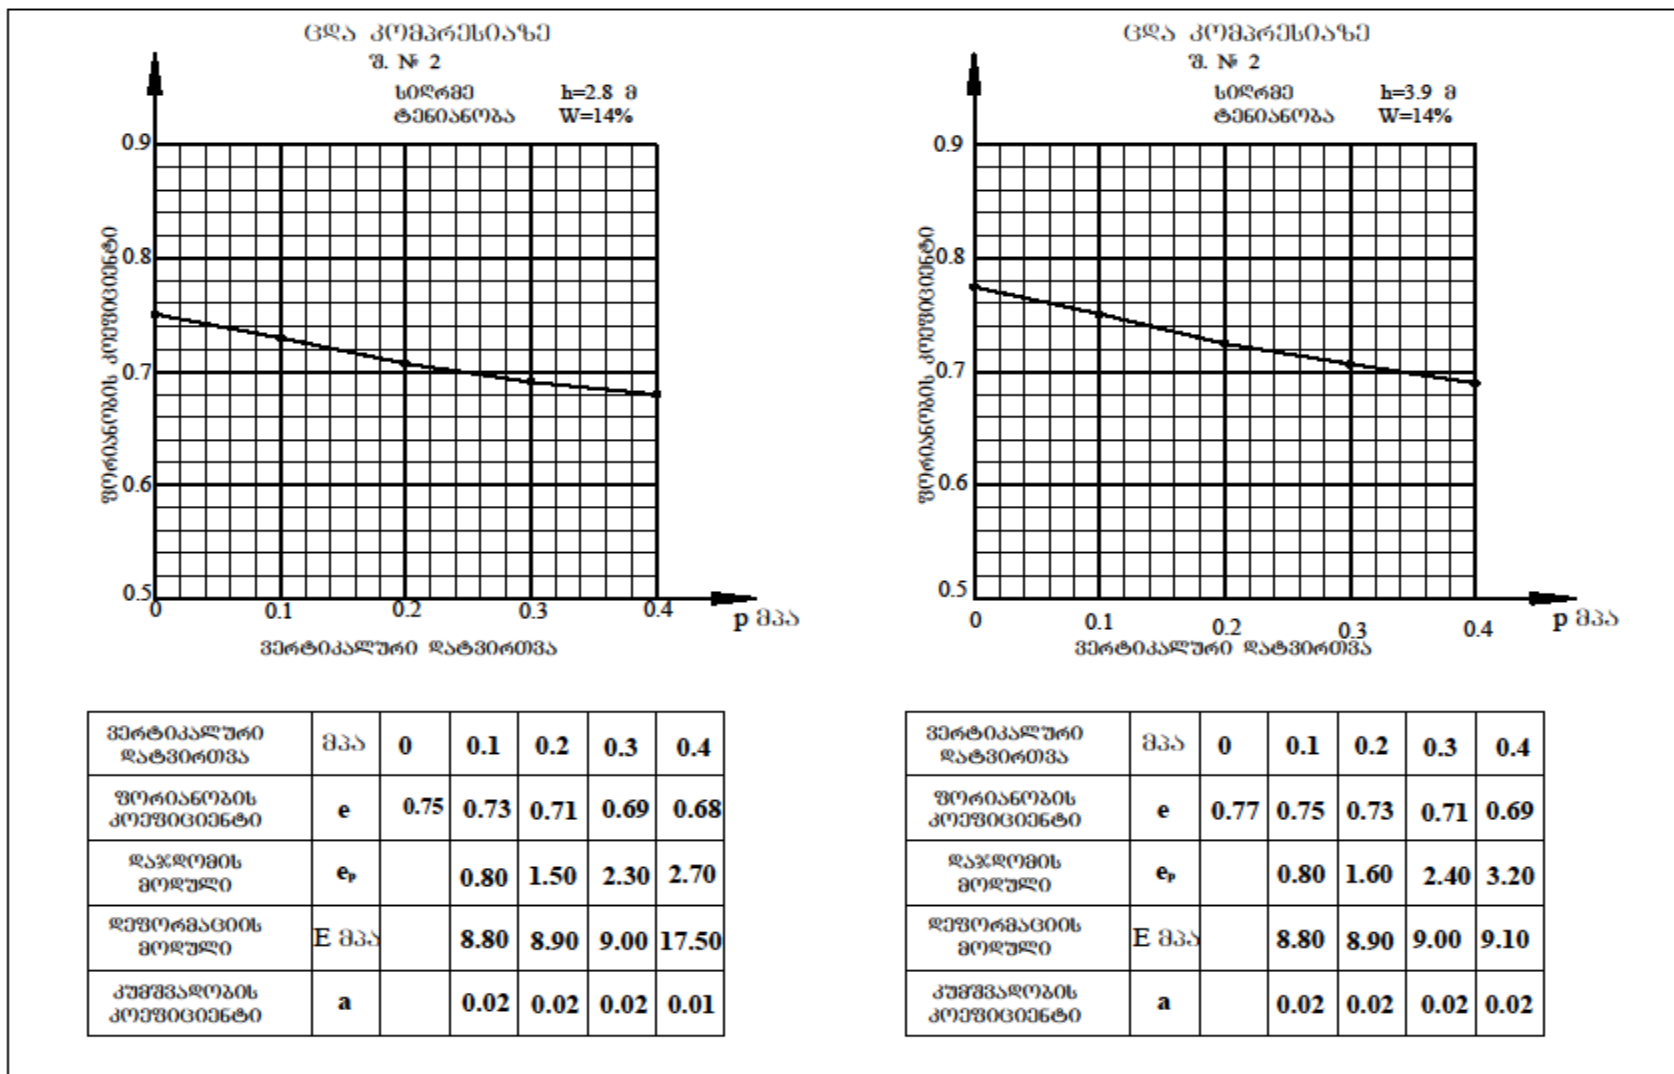 ცდა კომპრესიაზე
შ. № 2
სიღრმე h=2.8 მ
ტენიანობა W=14%
ფორიანობის კოეფიციენტი
0.9
0.8
0.7
0.6
0.5
0 0.1 0.2 0.3 0.4
p მპა
ვერტიკალური დატვირთვა
ვერტიკალური დატვირთვა მპა 0 0.1 0.2 0.3 0.4
ფორიანობის კოეფიციენტი e 0.75 0.73 0.71 0.69 0.68
დაჯდომის მოდული eₚ 0.80 1.50 2.30 2.70
დეფორმაციის მოდული E მპა 8.80 8.90 9.00 17.50
კუმშვადობის კოეფიციენტი a 0.02 0.02 0.02 0.01
ცდა კომპრესიაზე
შ. № 2
სიღრმე h=3.9 მ
ტენიანობა W=14%
ფორიანობის კოეფიციენტი
0.9
0.8
0.7
0.6
0.5
0 0.1 0.2 0.3 0.4
p მპა
ვერტიკალური დატვირთვა
ვერტიკალური დატვირთვა მპა 0 0.1 0.2 0.3 0.4
ფორიანობის კოეფიციენტი e 0.77 0.75 0.73 0.71 0.69
დაჯდომის მოდული eₚ 0.80 1.60 2.40 3.20
დეფორმაციის მოდული E მპა 8.80 8.90 9.00 9.10
კუმშვადობის კოეფიციენტი a 0.02 0.02 0.02 0.02